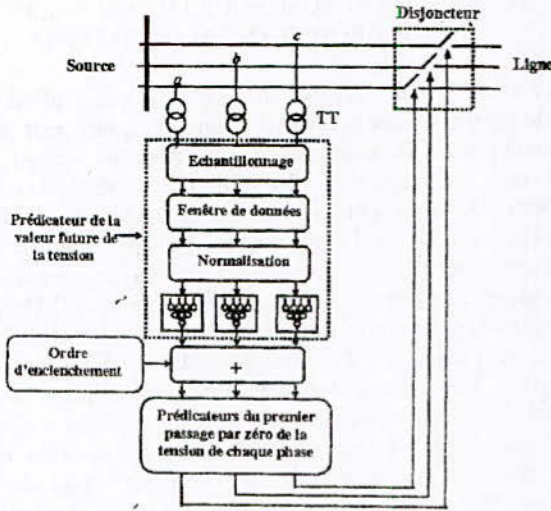 Disjoncteur
c
b
Source
Ligne
a
TT
Echantillonnage
Fenêtre de données
Prédicateur de la
valeur future de
la tension
Normalisation
Ordre
d'enclenchement
+
Prédicateurs du premier
passage par zéro de la
tension de chaque phase